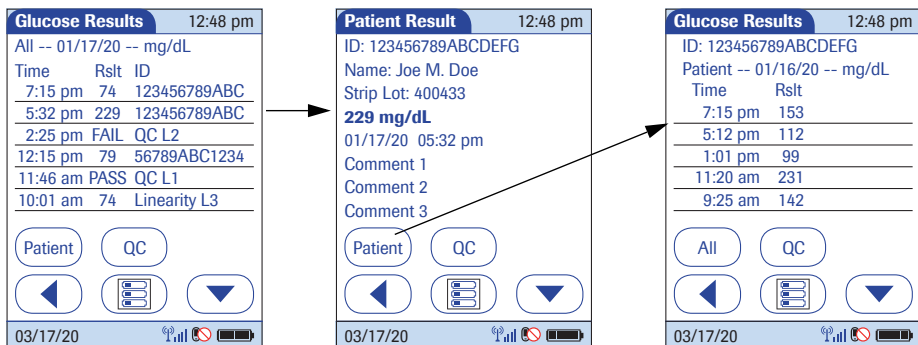 Glucose Results 12:48 pm
All -- 01/17/20 -- mg/dL
Time Rslt ID
7:15 pm 74 123456789ABC
5:32 pm 229 123456789ABC
2:25 pm FAIL QC L2
12:15 pm 79 56789ABC1234
11:46 am PASS QC L1
10:01 am 74 Linearity L3
Patient QC
03/17/20
Patient Result 12:48 pm
ID: 123456789ABCDEFG
Name: Joe M. Doe
Strip Lot: 400433
229 mg/dL
01/17/20 05:32 pm
Comment 1
Comment 2
Comment 3
Patient QC
03/17/20
Glucose Results 12:48 pm
ID: 123456789ABCDEFG
Patient -- 01/16/20 -- mg/dL
Time Rslt
7:15 pm 153
5:12 pm 112
1:01 pm 99
11:20 am 231
9:25 am 142
All QC
03/17/20